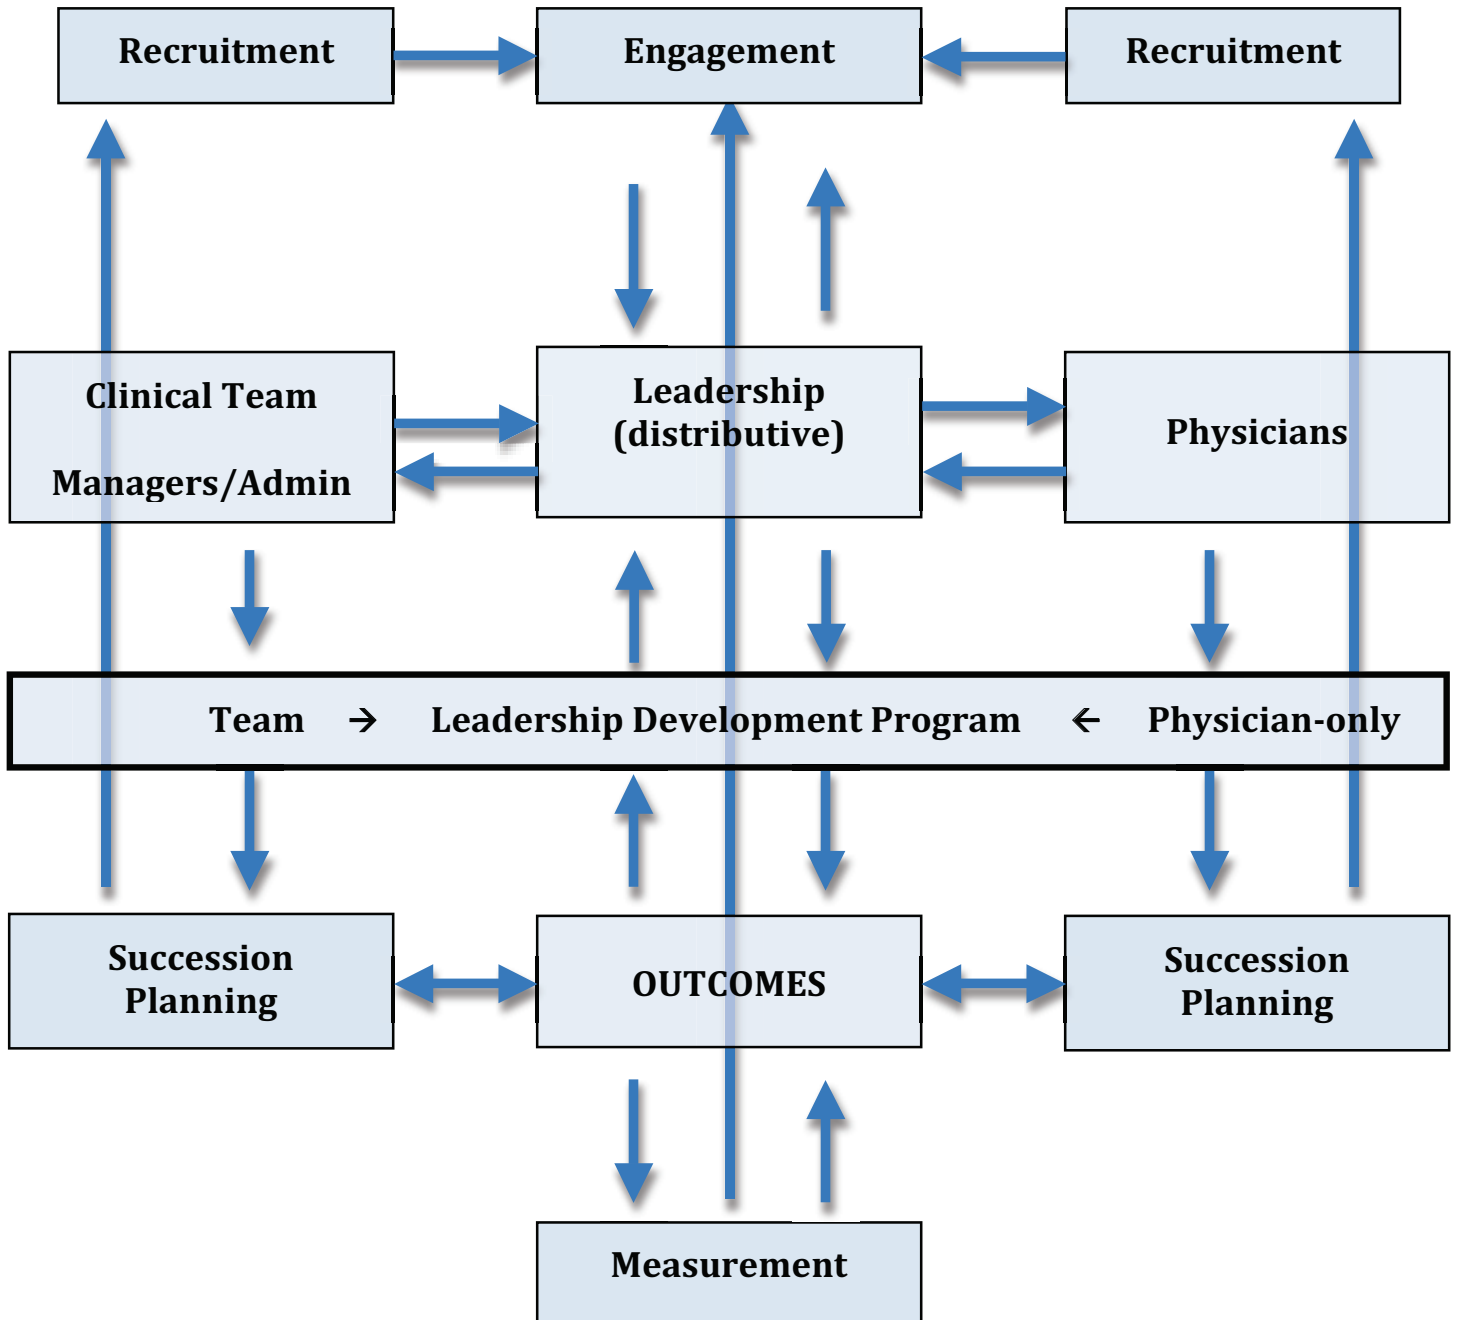 Recruitment
Engagement
Recruitment
Clinical Team
Managers/Admin
Leadership
(distributive)
Physicians
Team → Leadership Development Program ← Physician-only
Succession
Planning
OUTCOMES
Succession
Planning
Measurement